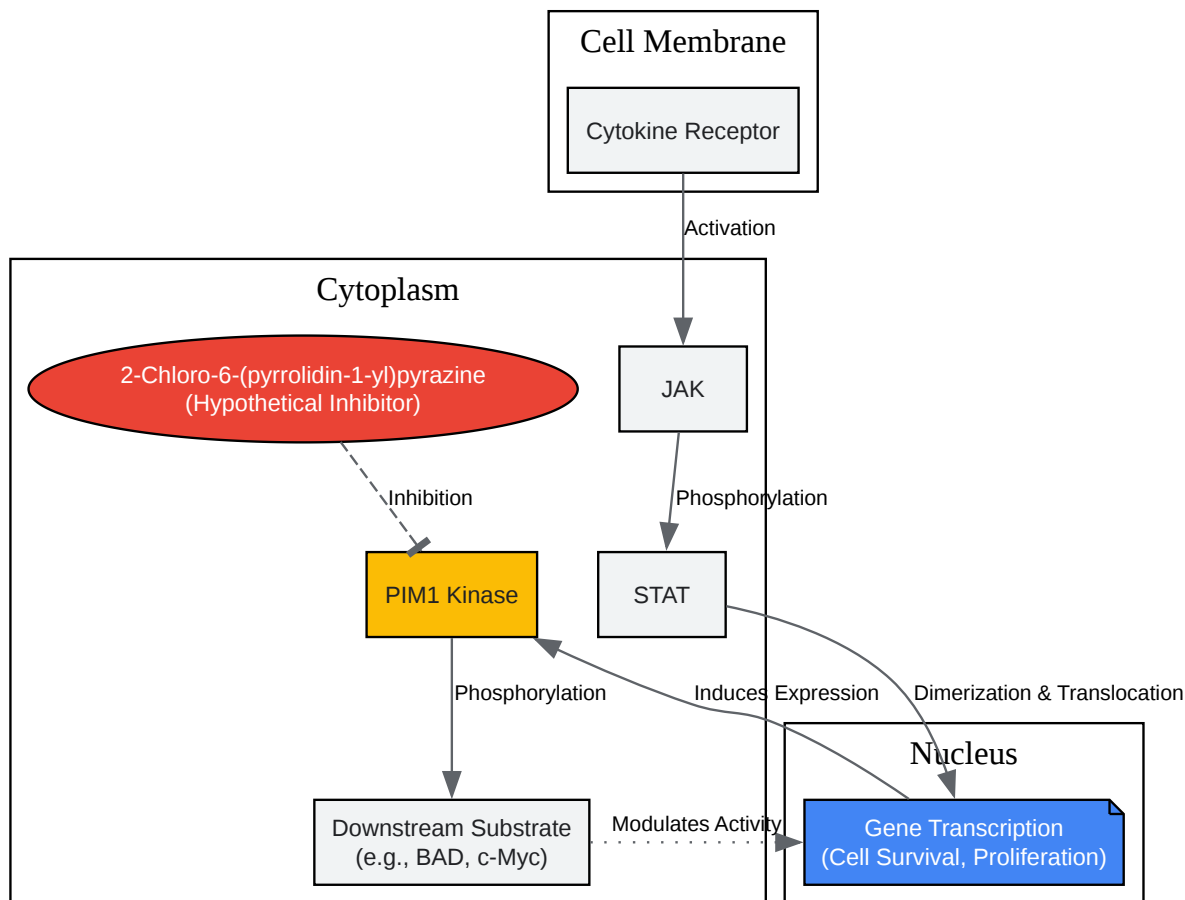 Cell Membrane
Cytokine Receptor
Activation
Cytoplasm
2-Chloro-6-(pyrrolidin-1-yl)pyrazine
(Hypothetical Inhibitor)
JAK
Inhibition
Phosphorylation
PIM1 Kinase
STAT
Phosphorylation
Induces Expression
Dimerization & Translocation
Nucleus
Downstream Substrate
(e.g., BAD, c-Myc)
Modulates Activity
Gene Transcription
(Cell Survival, Proliferation)